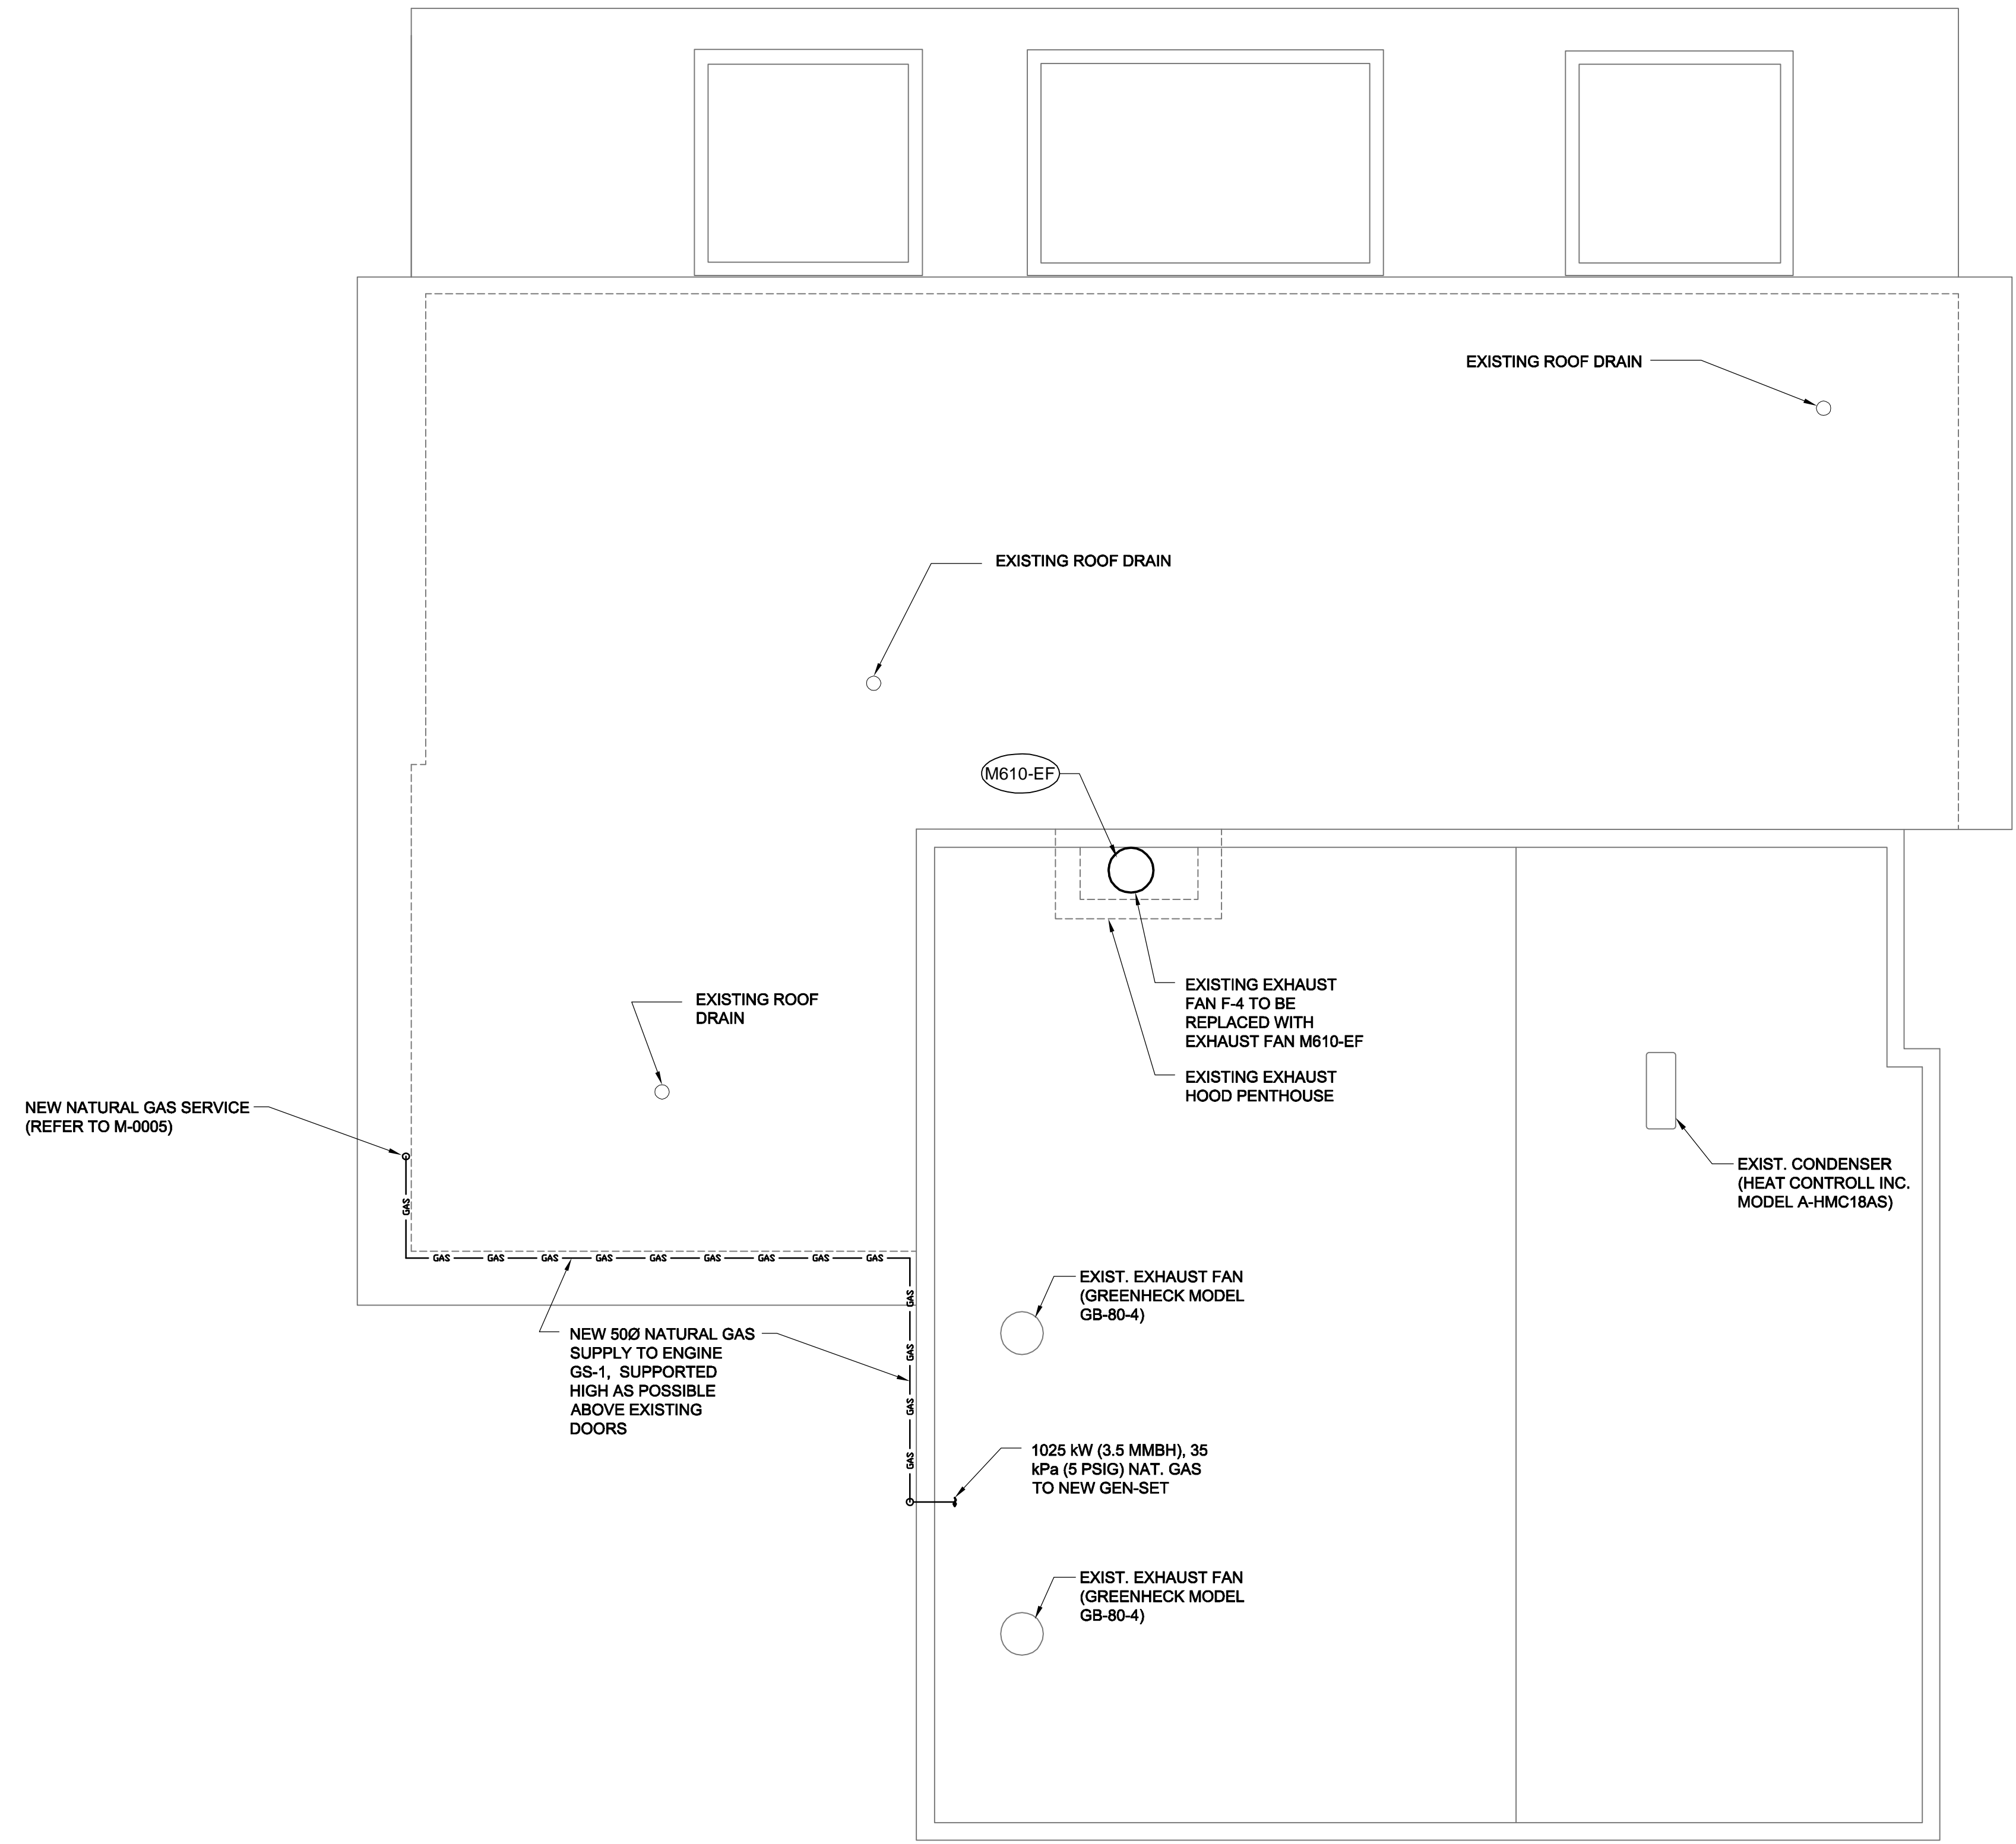 EXISTING ROOF DRAIN
EXISTING ROOF DRAIN
M610-EF
EXISTING EXHAUST
FAN F-4 TO BE
REPLACED WITH
EXHAUST FAN M610-EF
EXISTING EXHAUST
HOOD PENTHOUSE
EXISTING ROOF
DRAIN
NEW NATURAL GAS SERVICE
(REFER TO M-0005)
EXIST. CONDENSER
(HEAT CONTROLL INC.
MODEL A-HMC18AS)
GAS
GAS GAS GAS GAS GAS GAS GAS GAS GAS
GAS
GAS
GAS
GAS
EXIST. EXHAUST FAN
(GREENHECK MODEL
GB-80-4)
NEW 50Ø NATURAL GAS
SUPPLY TO ENGINE
GS-1, SUPPORTED
HIGH AS POSSIBLE
ABOVE EXISTING
DOORS
1025 kW (3.5 MMBH), 35
kPa (5 PSIG) NAT. GAS
TO NEW GEN-SET
EXIST. EXHAUST FAN
(GREENHECK MODEL
GB-80-4)